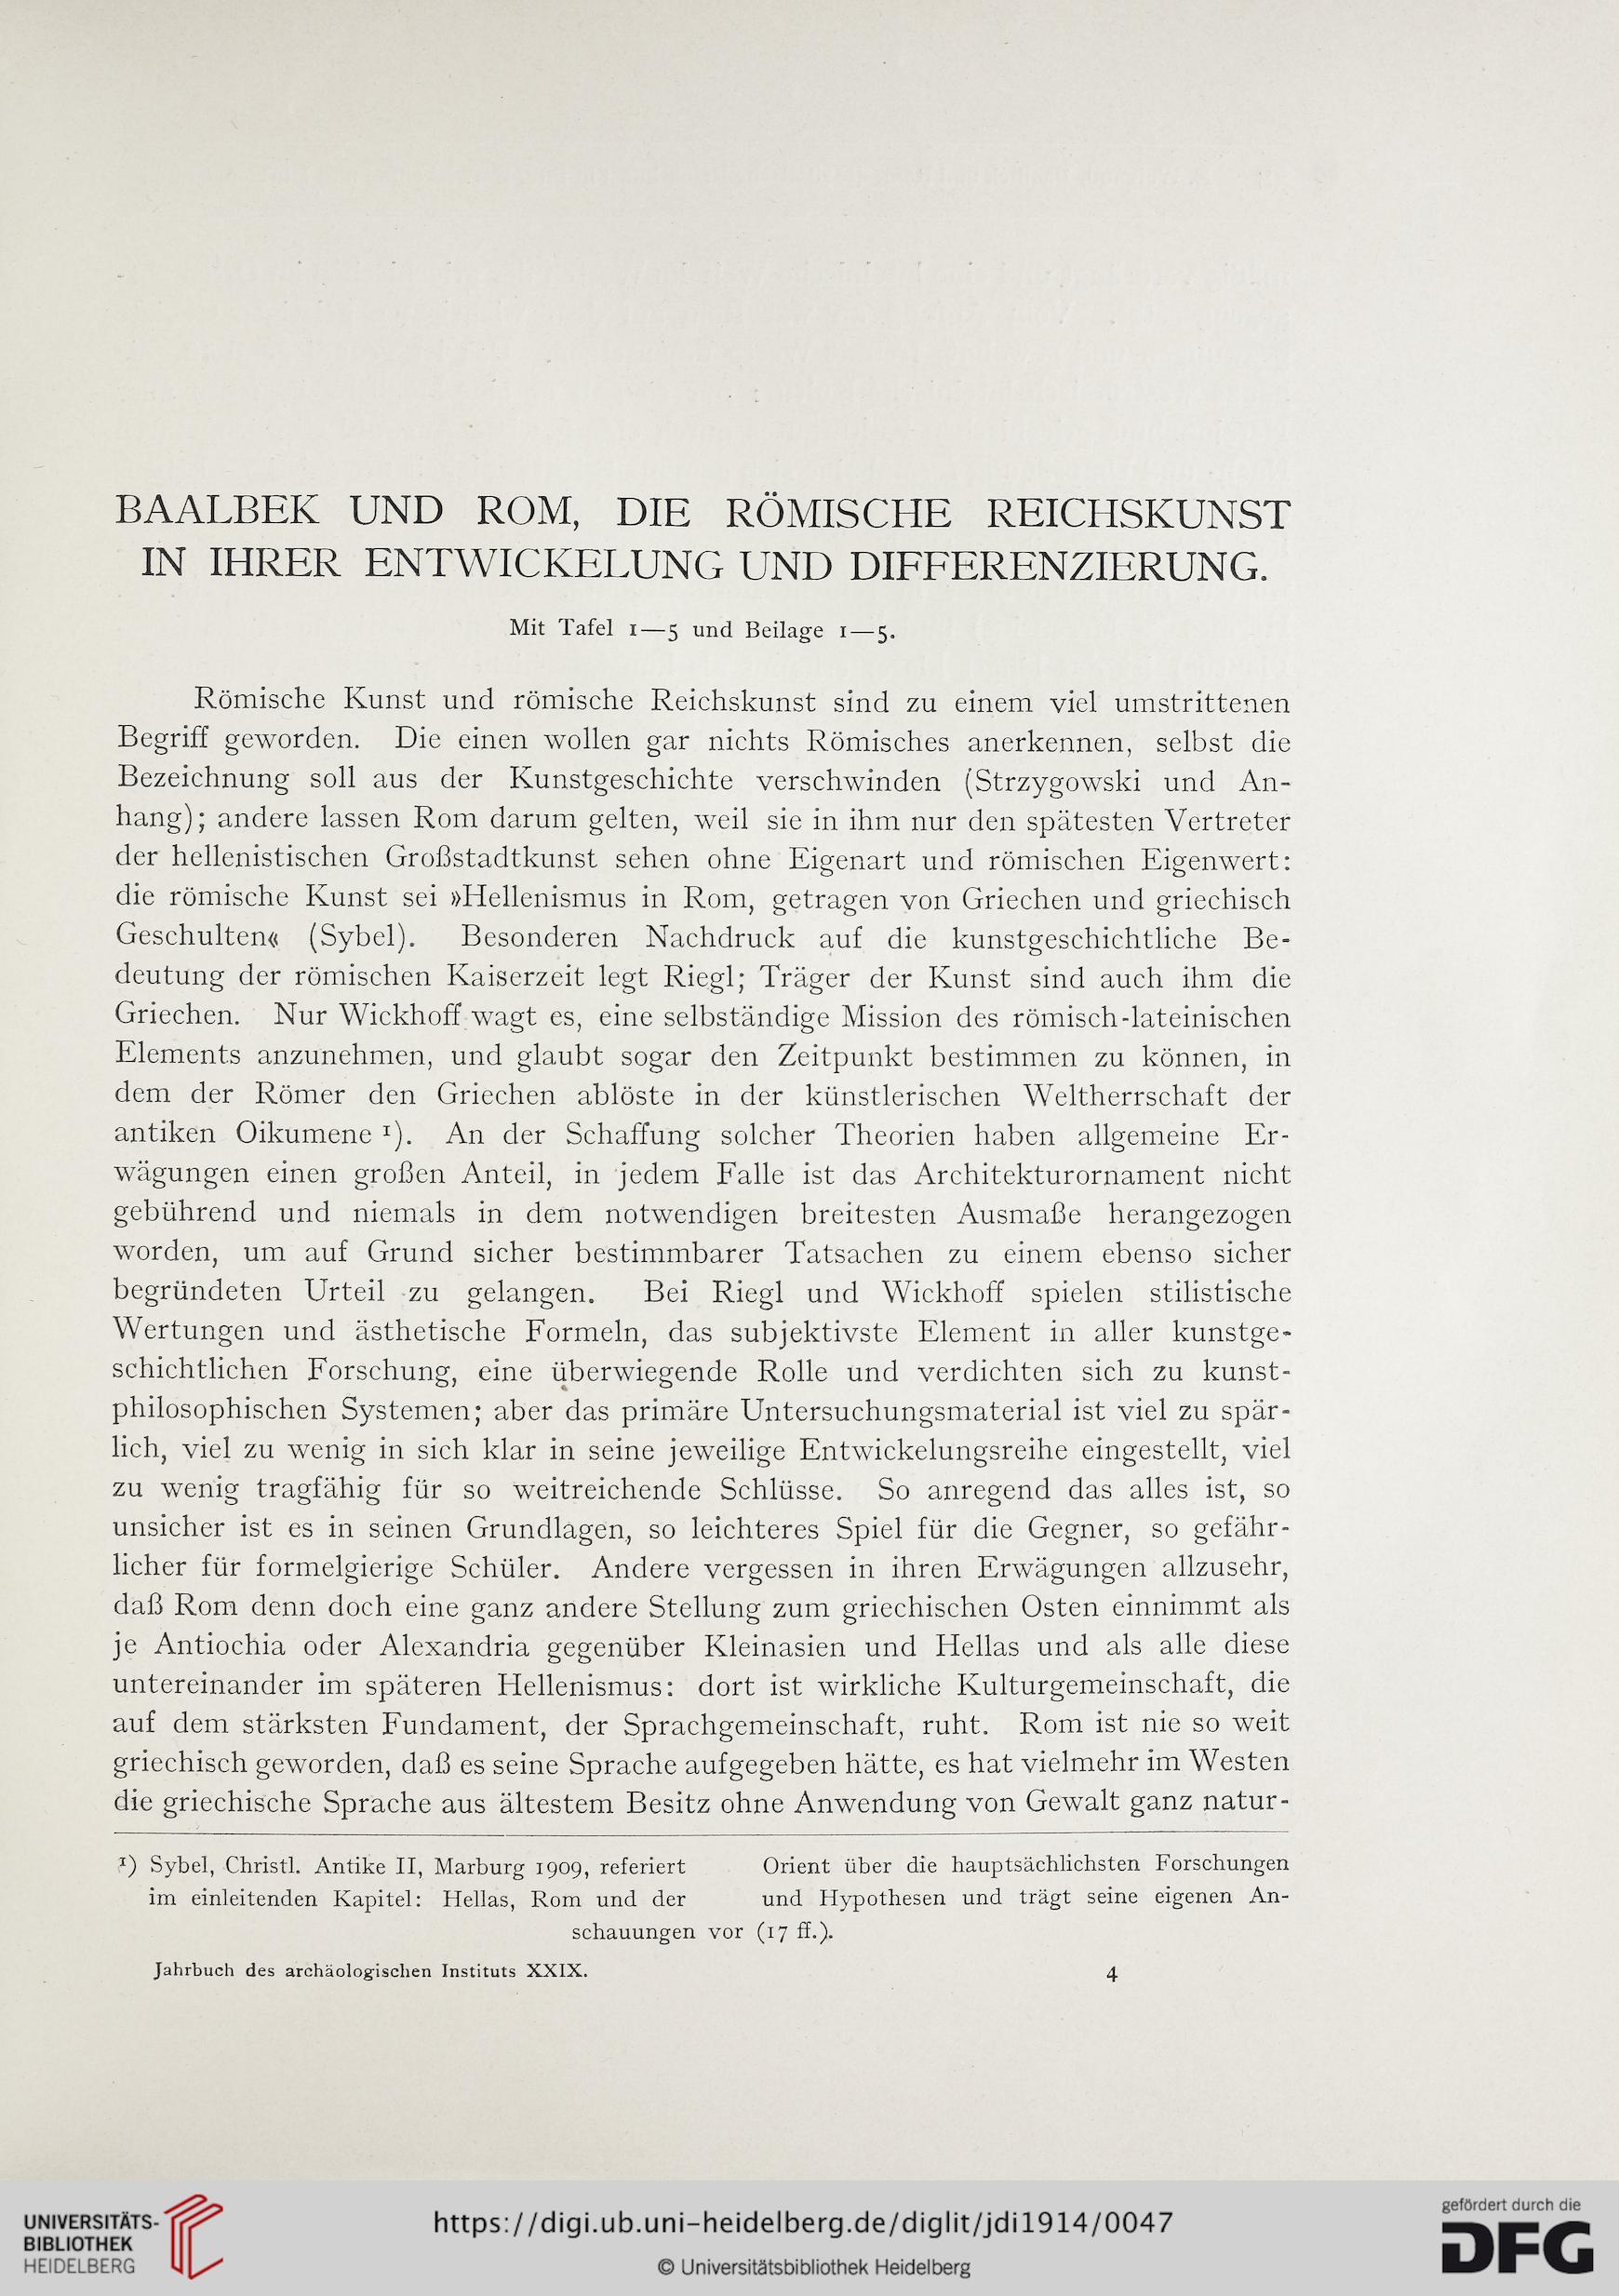 BAALBEK UND ROM, DIE RÖMISCHE REICHSKUNST
IN IHRER ENTWICKELUNG UND DIFFERENZIERUNG.
Mit Tafel 1—5 und Beilage 1—5.
Römische Kunst und römische Reichskunst sind zu einem viel umstrittenen
Begriff geworden. Die einen wollen gar nichts Römisches anerkennen, selbst die
Bezeichnung soll aus der Kunstgeschichte verschwinden (Strzygowski und An-
hang); andere lassen Rom darum gelten, weil sie in ihm nur den spätesten Vertreter
der hellenistischen Großstadtkunst sehen ohne Eigenart und römischen Eigenwert:
die römische Kunst sei »Hellenismus in Rom, getragen von Griechen und griechisch
Geschulten« (Sybel). Besonderen Nachdruck auf die kunstgeschichtliche Be-
deutung der römischen Kaiserzeit legt Riegl; Träger der Kunst sind auch ihm die
Griechen. Nur Wickhoff wagt es, eine selbständige Mission des römisch-lateinischen
Elements anzunehmen, und glaubt sogar den Zeitpunkt bestimmen zu können, in
dem der Römer den Griechen ablöste in der künstlerischen Weltherrschaft der
antiken Oikumene ¹). An der Schaffung solcher Theorien haben allgemeine Er-
wägungen einen großen Anteil, in jedem Falle ist das Architekturornament nicht
gebührend und niemals in dem notwendigen breitesten Ausmaße herangezogen
worden, um auf Grund sicher bestimmbarer Tatsachen zu einem ebenso sicher
begründeten Urteil zu gelangen. Bei Riegl und Wickhoff spielen stilistische
Wertungen und ästhetische Formeln, das subjektivste Element in aller kunstge-
schichtlichen Forschung, eine überwiegende Rolle und verdichten sich zu kunst-
philosophischen Systemen; aber das primäre Untersuchungsmaterial ist viel zu spär-
lich, viel zu wenig in sich klar in seine jeweilige Entwickelungsreihe eingestellt, viel
zu wenig tragfähig für so weitreichende Schlüsse. So anregend das alles ist, so
unsicher ist es in seinen Grundlagen, so leichteres Spiel für die Gegner, so gefähr-
licher für formelgierige Schüler. Andere vergessen in ihren Erwägungen allzusehr,
daß Rom denn doch eine ganz andere Stellung zum griechischen Osten einnimmt als
je Antiochia oder Alexandria gegenüber Kleinasien und Hellas und als alle diese
untereinander im späteren Hellenismus: dort ist wirkliche Kulturgemeinschaft, die
auf dem stärksten Fundament, der Sprachgemeinschaft, ruht. Rom ist nie so weit
griechisch geworden, daß es seine Sprache aufgegeben hätte, es hat vielmehr im Westen
die griechische Sprache aus ältestem Besitz ohne Anwendung von Gewalt ganz natur-
¹) Sybel, Christl. Antike II, Marburg 1909, referiert
im einleitenden Kapitel: Hellas, Rom und der
Orient über die hauptsächlichsten Forschungen
und Hypothesen und trägt seine eigenen An-
schauungen vor (17 ff.).
Jahrbuch des archäologischen Instituts XXIX. 4
UNIVERSITÄTS-
BIBLIOTHEK
HEIDELBERG
https://digi.ub.uni-heidelberg.de/diglit/jdi1914/0047
© Universitätsbibliothek Heidelberg
gefördert durch die
DFG